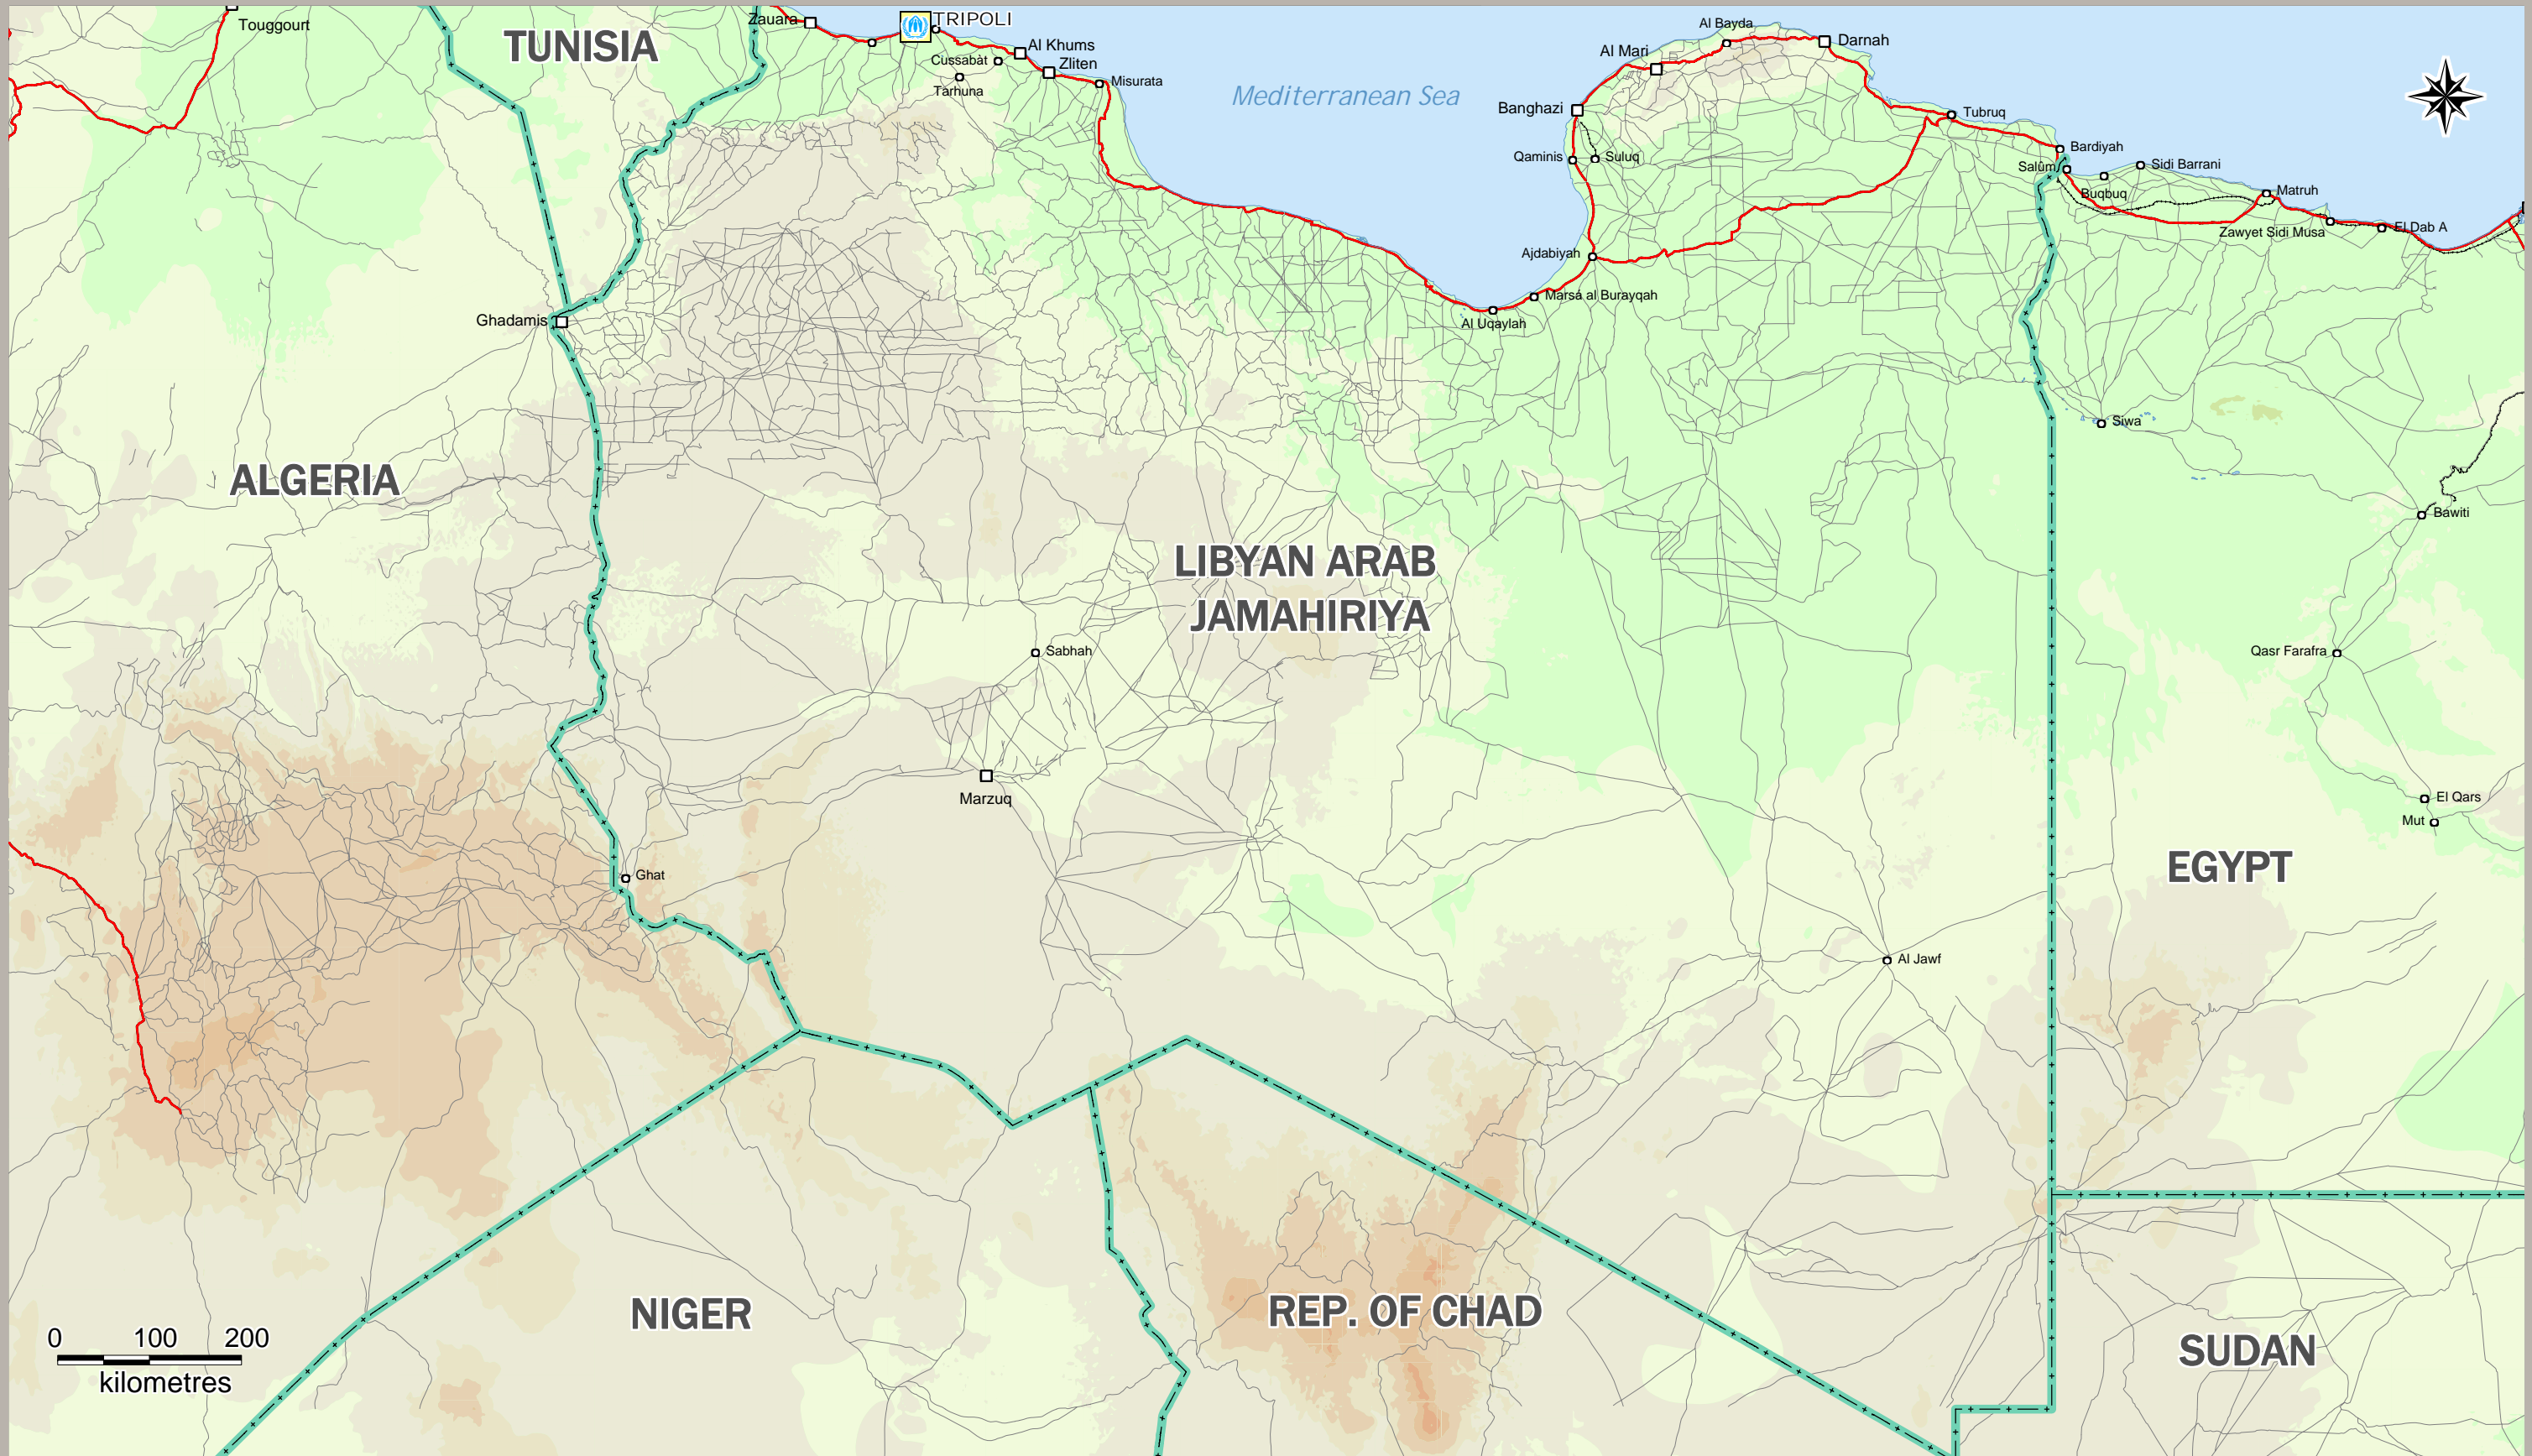 Touggourt
TUNISIA
Zauara
TRIPOLI
Al Khums
Cussabàt
Zliten
Tarhuna
Misurata
Mediterranean Sea
Al Bayda
Al Mari
Darnah
Banghazi
Tubruq
Qaminis
Suluq
Bardiyah
Salûm
Sidi Barrani
Buqbuq
Matruh
Zawyet Sidi Musa
El Dab A
Ajdabiyah
Marsá al Burayqah
Al Uqaylah
Ghadamis
Siwa
ALGERIA
Bawiti
LIBYAN ARAB
JAMAHIRIYA
Sabhah
Qasr Farafra
Marzuq
El Qars
Mut
EGYPT
Ghat
Al Jawf
NIGER
REP. OF CHAD
SUDAN
0 100 200
kilometres